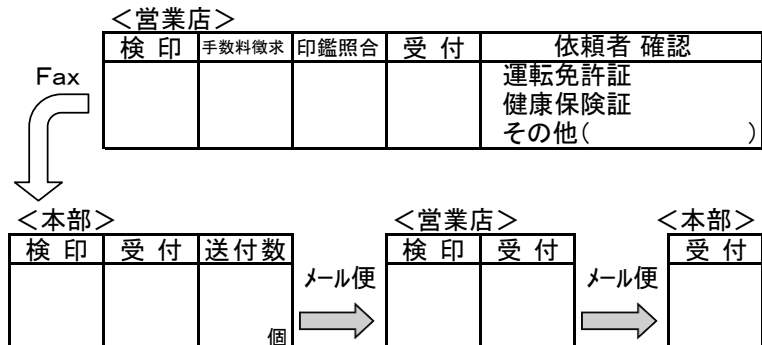 ＜営業店＞
検 印 手数料徴求 印鑑照合 受 付 依頼者 確認
運転免許証
健康保険証
その他( )
Fax
＜本部＞ ＜営業店＞ ＜本部＞
検 印 受 付 送付数 検 印 受 付 受 付
ﾒｰﾙ便 ﾒｰﾙ便
個